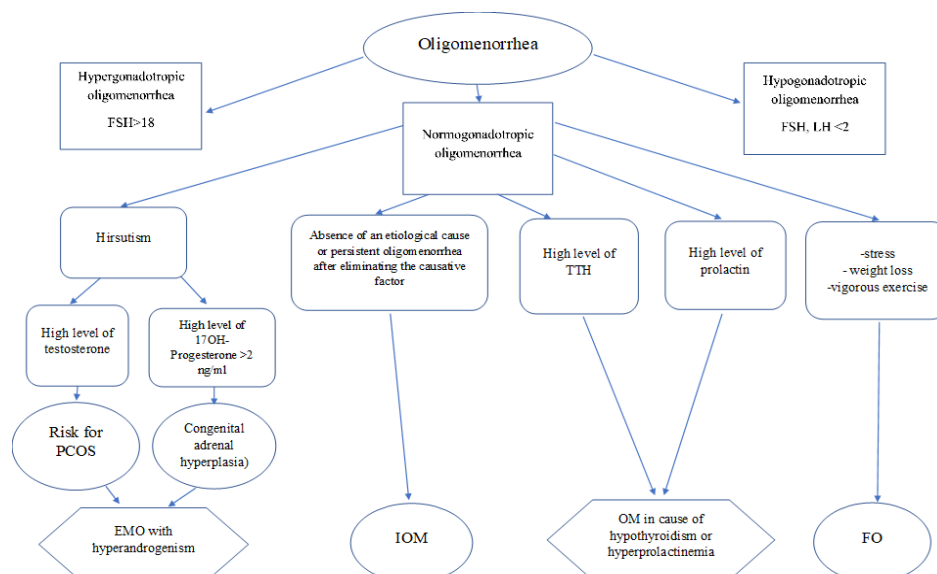 Oligomenorrhea
Hypergonadotropic
oligomenorrhea
FSH>18
Hypogonadotropic
oligomenorrhea
FSH, LH <2
Normogonadotropic
oligomenorrhea
Hirsutism
Absence of an etiological cause
or persistent oligomenorrhea
after eliminating the causative
factor
High level of
TTH
High level of
prolactin
-stress
- weight loss
-vigorous exercise
High level of
testosterone
High level of
17OH-
Progesterone >2
ng/ml
Risk for
PCOS
Congenital
adrenal
hyperplasia)
EMO with
hyperandrogenism
IOM
OM in cause of
hypothyroidism or
hyperprolactinemia
FO